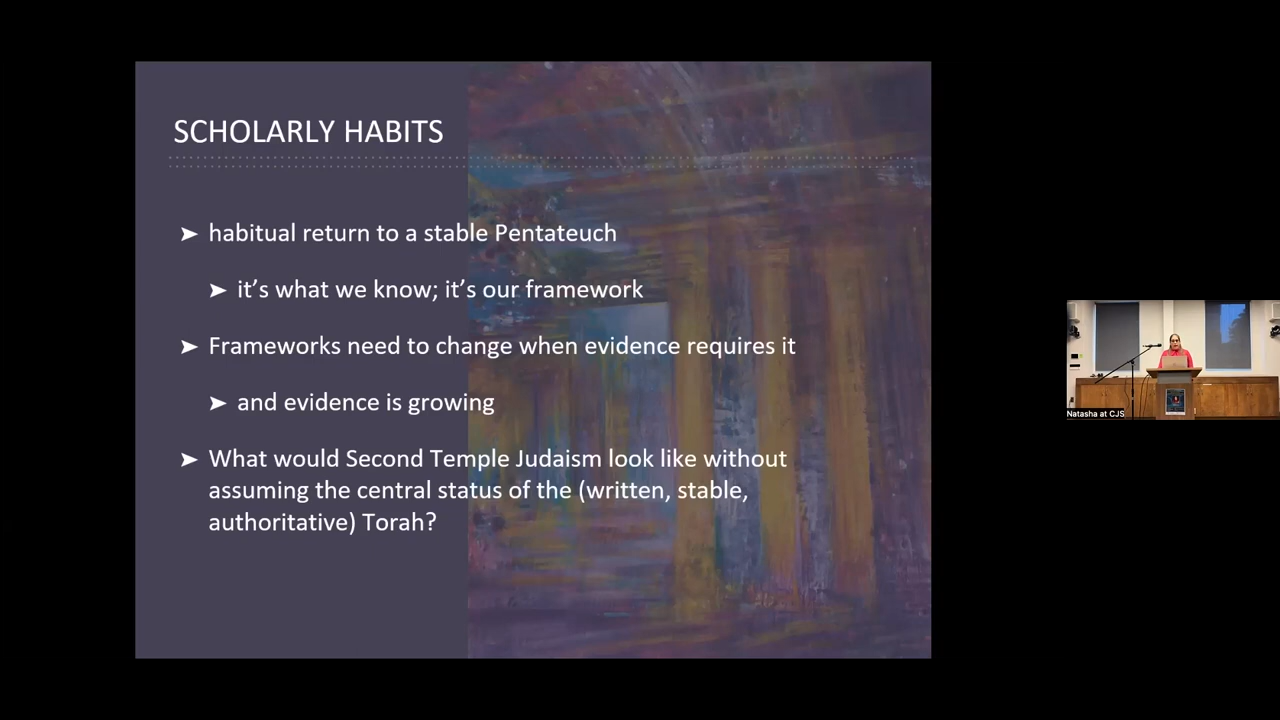 SCHOLARLY HABITS
➤ habitual return to a stable Pentateuch
➤ it’s what we know; it’s our framework
➤ Frameworks need to change when evidence requires it
➤ and evidence is growing
➤ What would Second Temple Judaism look like without
assuming the central status of the (written, stable,
authoritative) Torah?
Natasha at CJS